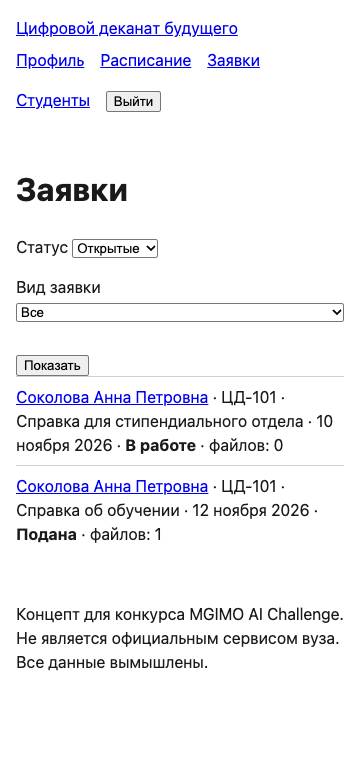 Цифровой деканат будущего
Профиль Расписание Заявки
Студенты Выйти
Заявки
Статус Открытые
Вид заявки
Все
Показать
Соколова Анна Петровна · ЦД-101 ·
Справка для стипендиального отдела · 10
ноября 2026 · В работе · файлов: 0
Соколова Анна Петровна · ЦД-101 ·
Справка об обучении · 12 ноября 2026 ·
Подана · файлов: 1
Концепт для конкурса MGIMO AI Challenge.
Не является официальным сервисом вуза.
Все данные вымышлены.